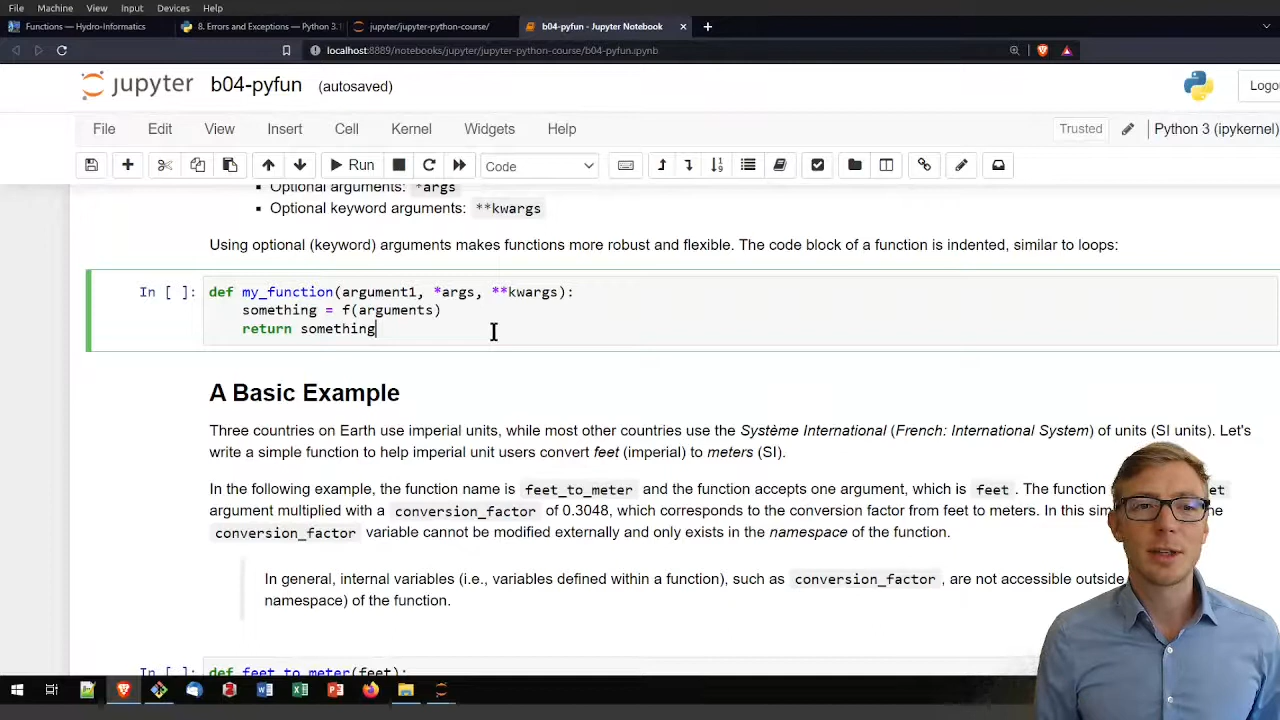 File Machine View Input Devices Help
Functions — Hydro-Informatics
8. Errors and Exceptions — Python 3.1
jupyter/jupyter-python-course/
b04-pyfun - Jupyter Notebook
localhost:8889/notebooks/jupyter/jupyter-python-course/b04-pyfun.ipynb
jupyter b04-pyfun (autosaved)
Logo
File Edit View Insert Cell Kernel Widgets Help
Trusted Python 3 (ipykernel)
Run Code
Optional arguments: *args
Optional keyword arguments: **kwargs
Using optional (keyword) arguments makes functions more robust and flexible. The code block of a function is indented, similar to loops:
In [ ]: def my_function(argument1, *args, **kwargs):
something = f(arguments)
return something
A Basic Example
Three countries on Earth use imperial units, while most other countries use the Système International (French: International System) of units (SI units). Let's
write a simple function to help imperial unit users convert feet (imperial) to meters (SI).
In the following example, the function name is feet_to_meter and the function accepts one argument, which is feet . The function et
argument multiplied with a conversion_factor of 0.3048, which corresponds to the conversion factor from feet to meters. In this
conversion_factor variable cannot be modified externally and only exists in the namespace of the function.
In general, internal variables (i.e., variables defined within a function), such as conversion_factor , are not accessible outside
namespace) of the function.
In [ ]: def feet_to_meter(feet):